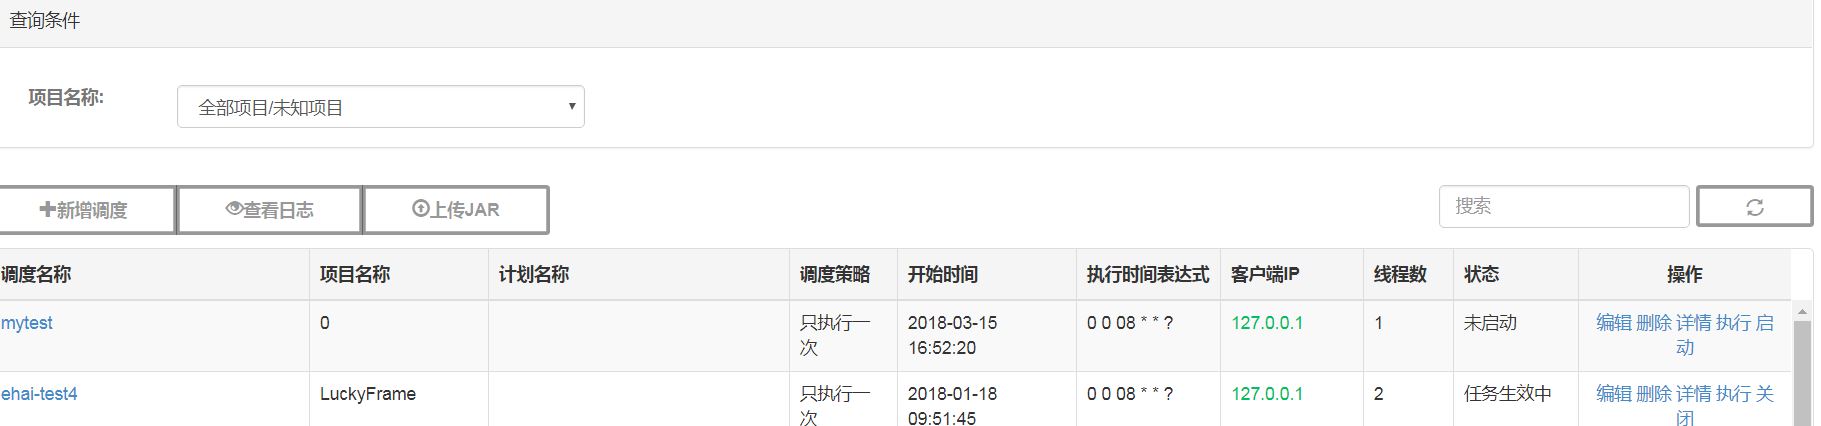 查询条件
项目名称:
全部项目/未知项目
新增调度 查看日志 上传JAR 搜索
调度名称 项目名称 计划名称 调度策略 开始时间 执行时间表达式 客户端IP 线程数 状态 操作
mytest 0 只执行一 2018-03-15 0 0 08 * * ? 127.0.0.1 1 未启动 编辑 删除 详情 执行 启
次 16:52:20 动
ehai-test4 LuckyFrame 只执行一 2018-01-18 0 0 08 * * ? 127.0.0.1 2 任务生效中 编辑 删除 详情 执行 关
次 09:51:45 闭